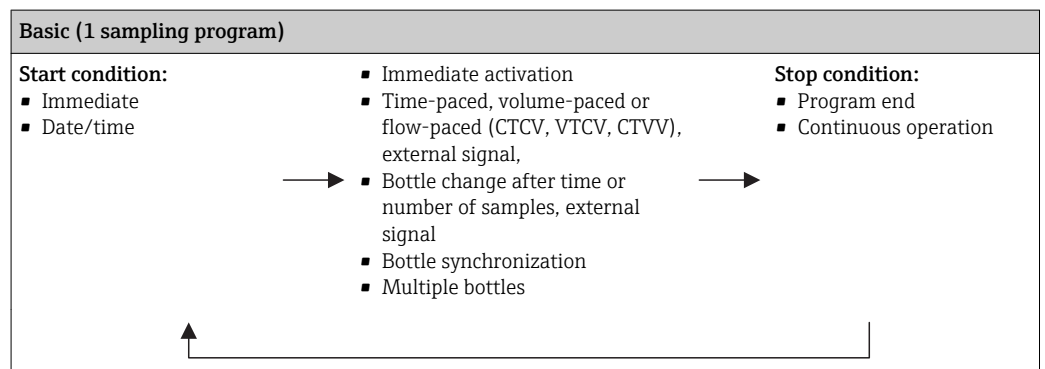 Basic (1 sampling program)
Start condition:
▪ Immediate
▪ Date/time
▪ Immediate activation
▪ Time-paced, volume-paced or
flow-paced (CTCV, VTCV, CTVV),
external signal,
▪ Bottle change after time or
number of samples, external
signal
▪ Bottle synchronization
▪ Multiple bottles
Stop condition:
▪ Program end
▪ Continuous operation